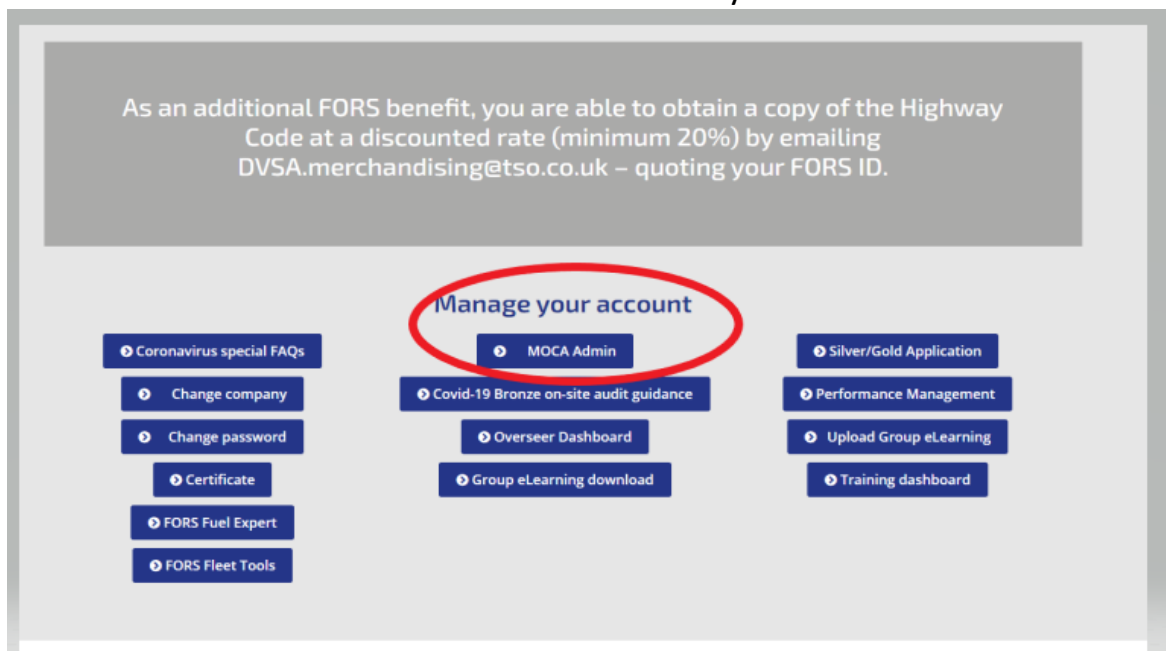 As an additional FORS benefit, you are able to obtain a copy of the Highway
Code at a discounted rate (minimum 20%) by emailing
DVSA.merchandising@tso.co.uk – quoting your FORS ID.
Manage your account
Coronavirus special FAQs
MOCA Admin
Silver/Gold Application
Change company
Covid-19 Bronze on-site audit guidance
Performance Management
Change password
Overseer Dashboard
Upload Group eLearning
Certificate
Group eLearning download
Training dashboard
FORS Fuel Expert
FORS Fleet Tools